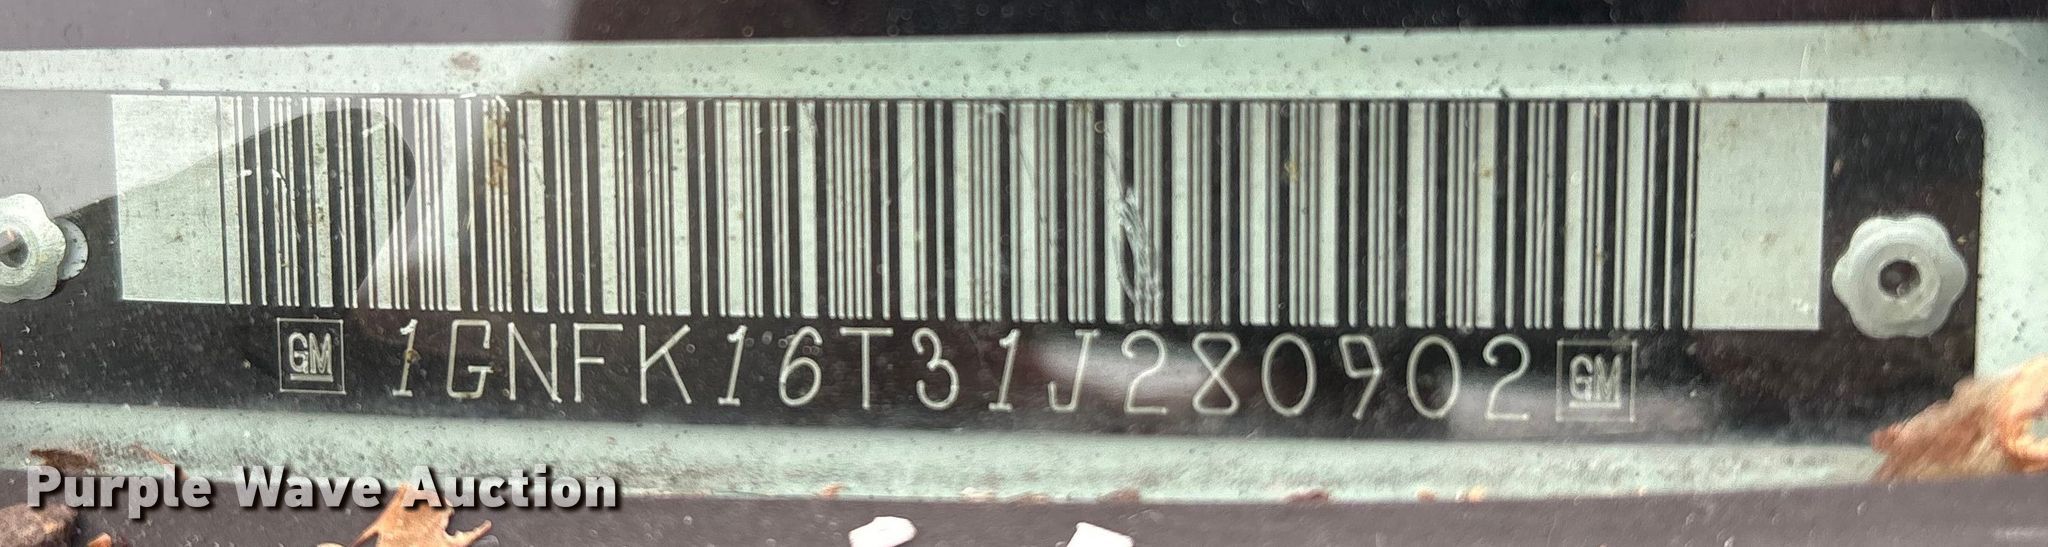 GM 1GNFK16T31J280902 GM
Purple Wave Auction